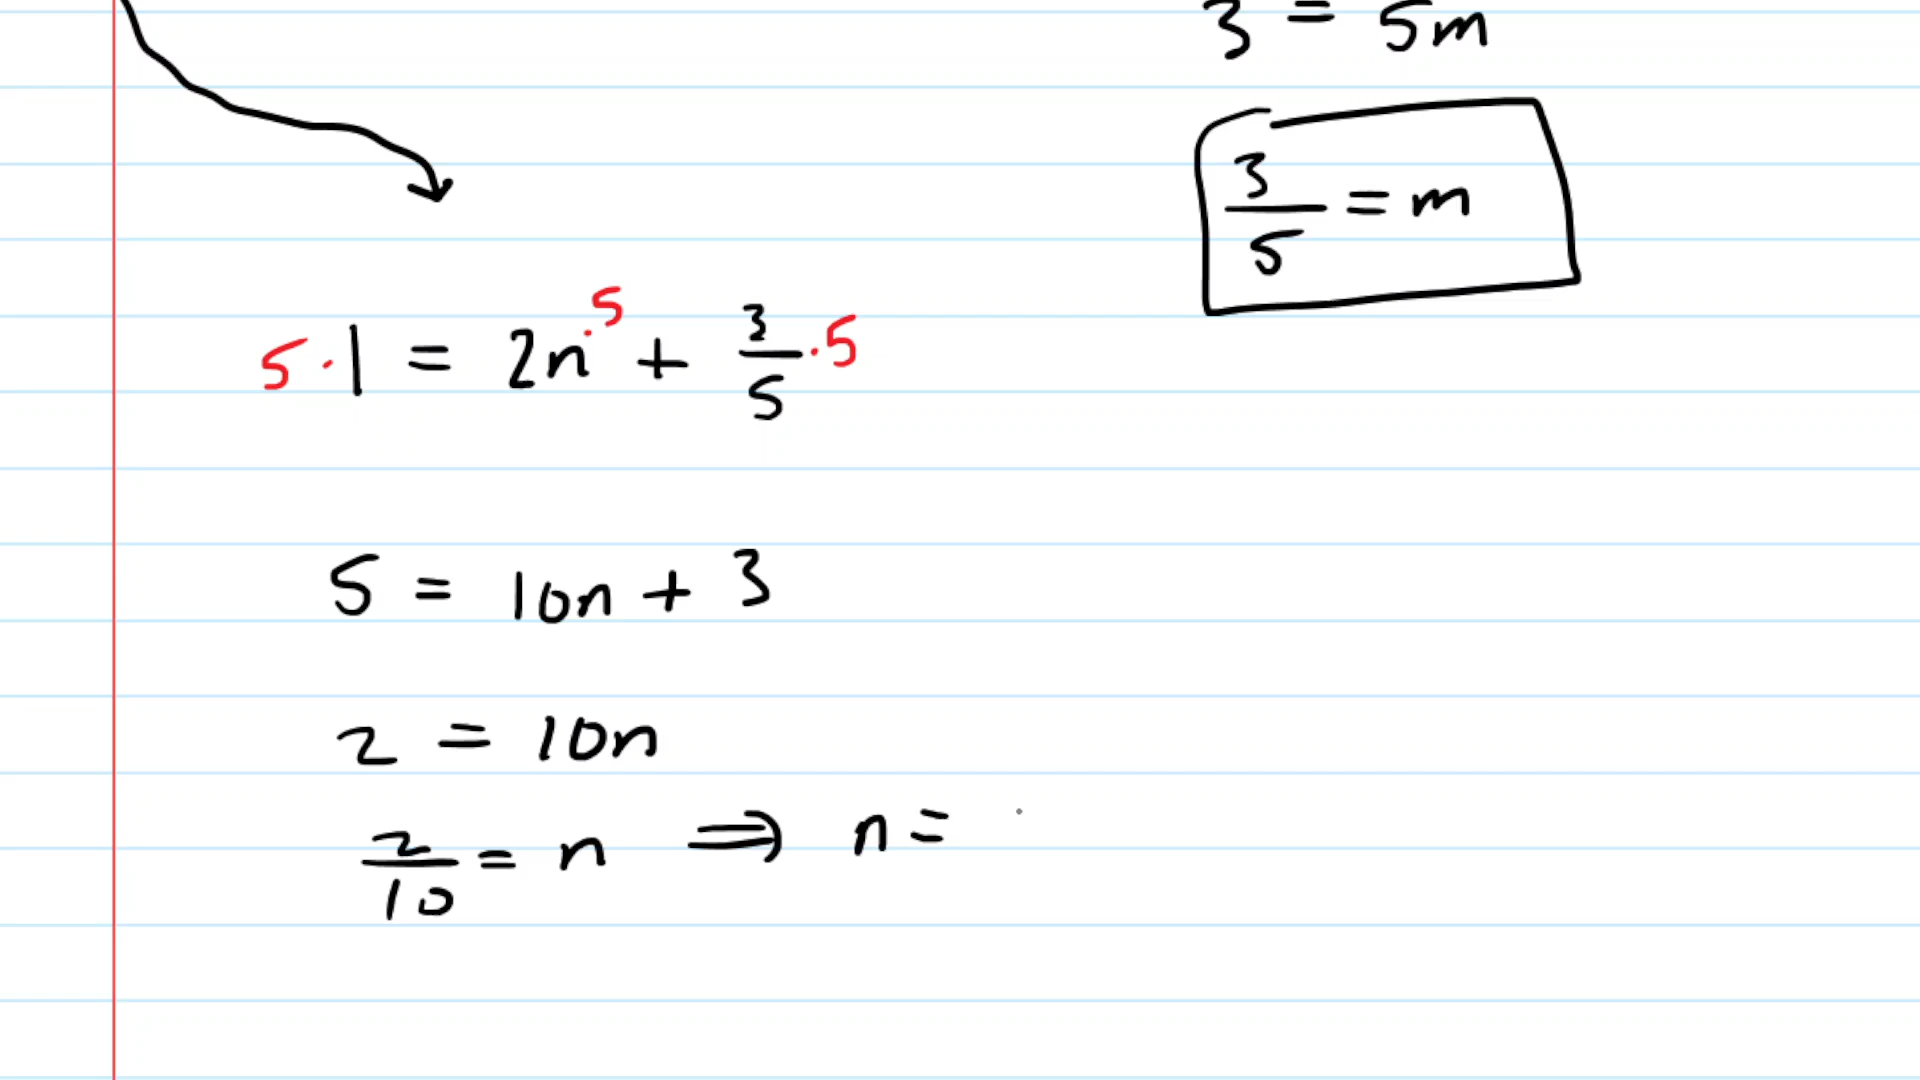 3 = 5m
3/5 = m
5·1 = 2n·5 + 3/5·5
5 = 10n + 3
2 = 10n
2/10 = n ⇒ n =